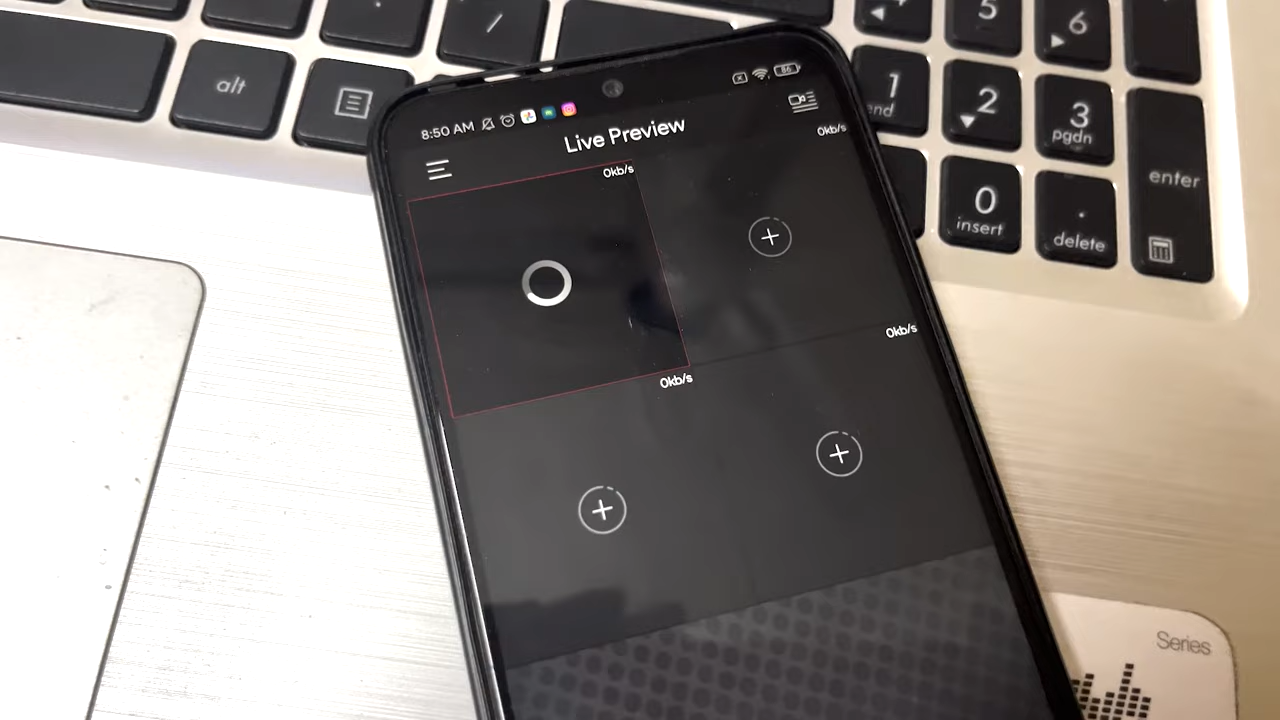 alt
/
5
6
1
end
2
3
pgdn
0
insert
.
delete
enter
8:50 AM
86
Live Preview
0kb/s
0kb/s
0kb/s
0kb/s
Series